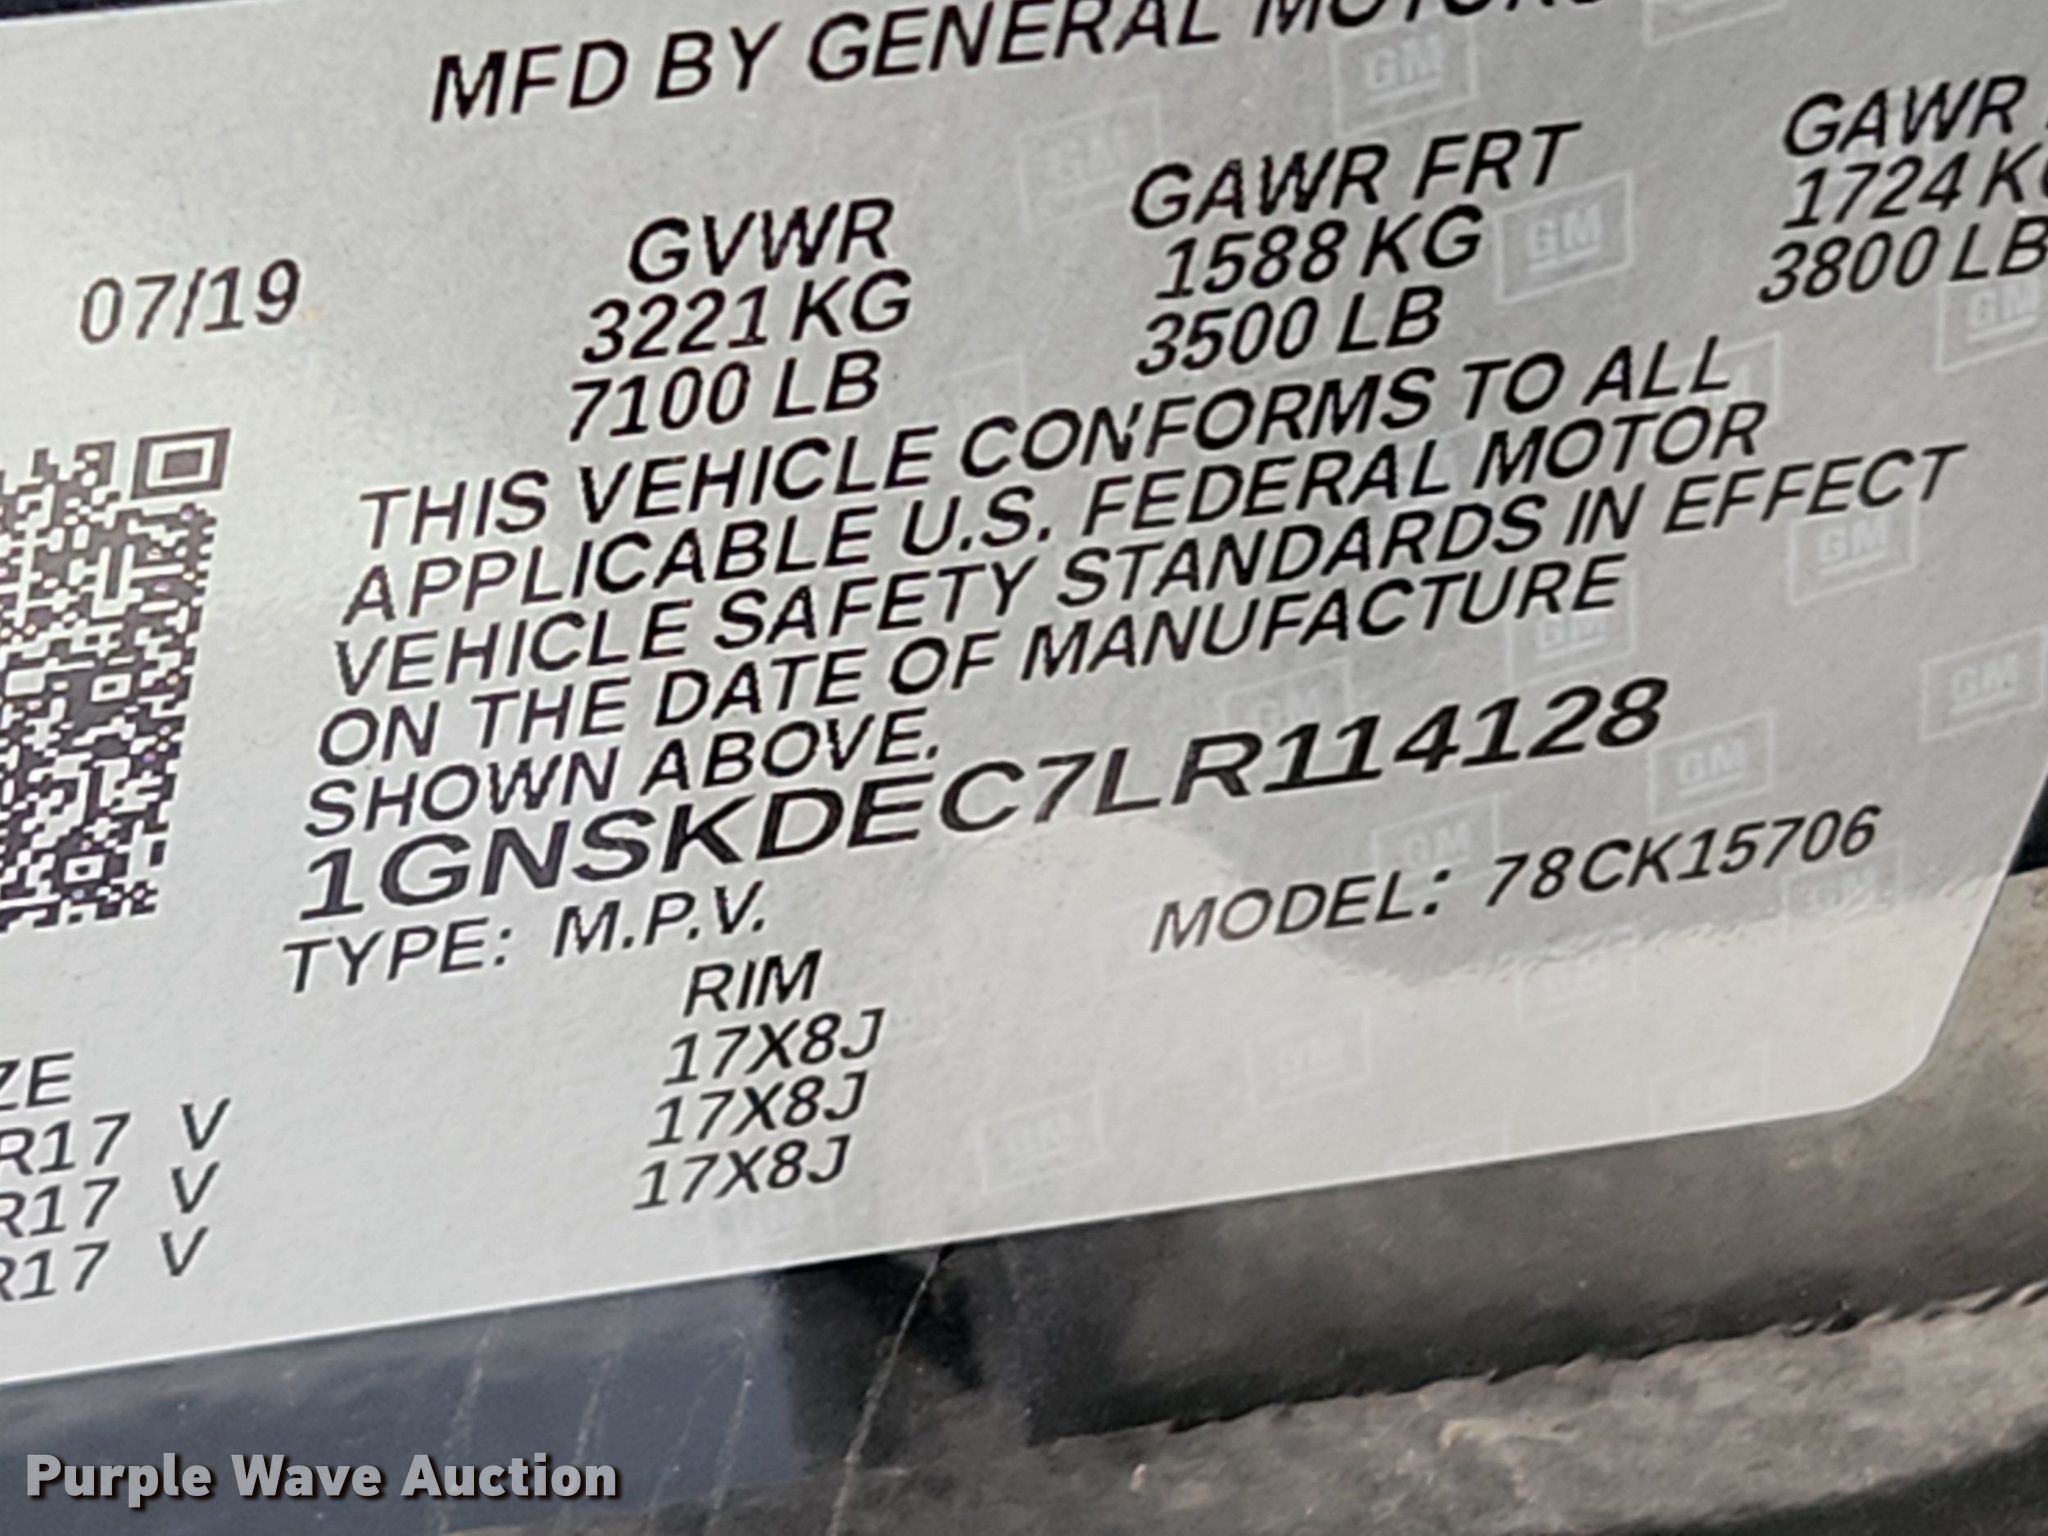 MFD BY GENERAL MOTORS
07/19
GVWR
3221 KG
7100 LB
GAWR FRT
1588 KG
3500 LB
GAWR
1724 KG
3800 LB
THIS VEHICLE CONFORMS TO ALL
APPLICABLE U.S. FEDERAL MOTOR
VEHICLE SAFETY STANDARDS IN EFFECT
ON THE DATE OF MANUFACTURE
SHOWN ABOVE.
1GNSKDEC7LR114128
TYPE: M.P.V. MODEL: 78CK15706
ZE RIM
R17 V 17X8J
R17 V 17X8J
R17 V 17X8J
Purple Wave Auction